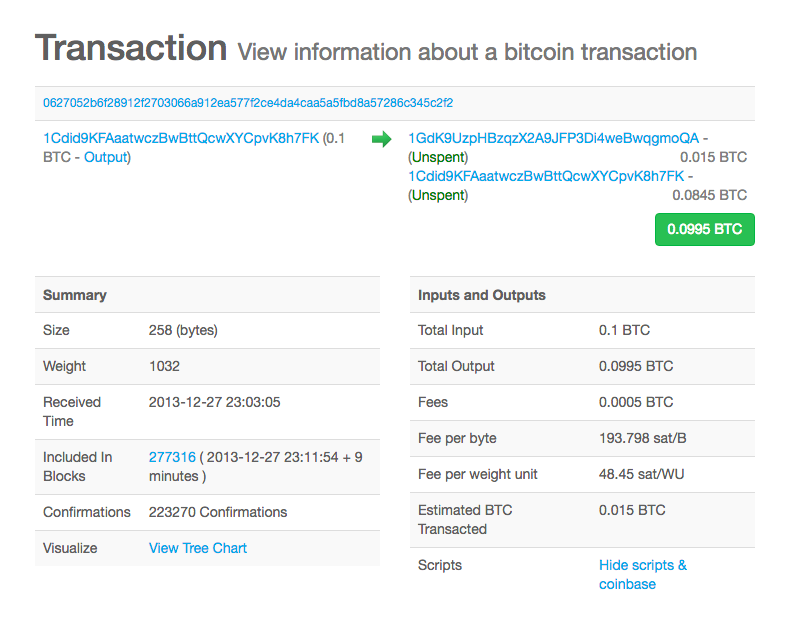 Transaction View information about a bitcoin transaction
0627052b6f28912f2703066a912ea577f2ce4da4caa5a5fbd8a57286c345c2f2
1Cdid9KFAaatwczBwBttQcwXYCpvK8h7FK (0.1
BTC - Output)
1GdK9UzpHBzqzX2A9JFP3Di4weBwqgmoQA -
(Unspent) 0.015 BTC
1Cdid9KFAaatwczBwBttQcwXYCpvK8h7FK -
(Unspent) 0.0845 BTC
0.0995 BTC
Summary
Size 258 (bytes)
Weight 1032
Received 2013-12-27 23:03:05
Time
Included In 277316 ( 2013-12-27 23:11:54 + 9
Blocks minutes )
Confirmations 223270 Confirmations
Visualize View Tree Chart
Inputs and Outputs
Total Input 0.1 BTC
Total Output 0.0995 BTC
Fees 0.0005 BTC
Fee per byte 193.798 sat/B
Fee per weight unit 48.45 sat/WU
Estimated BTC 0.015 BTC
Transacted
Scripts Hide scripts &
coinbase